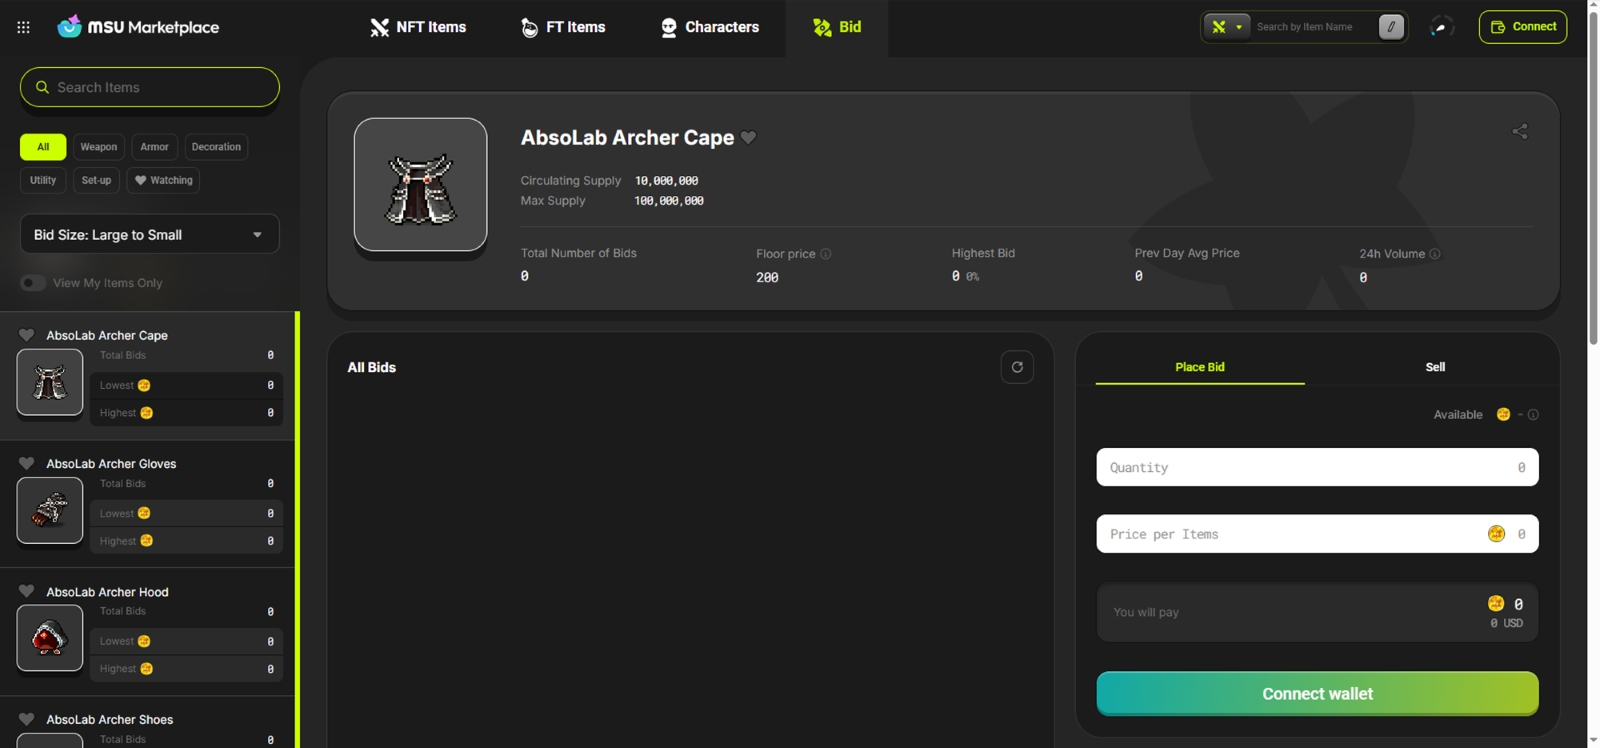 MSU Marketplace
NFT Items
FT Items
Characters
Bid
Search by Item Name
/
Connect
Search Items
All
Weapon
Armor
Decoration
Utility
Set-up
Watching
Bid Size: Large to Small
View My Items Only
AbsoLab Archer Cape
Total Bids 0
Lowest 0
Highest 0
AbsoLab Archer Gloves
Total Bids 0
Lowest 0
Highest 0
AbsoLab Archer Hood
Total Bids 0
Lowest 0
Highest 0
AbsoLab Archer Shoes
Total Bids 0
AbsoLab Archer Cape
Circulating Supply 10,000,000
Max Supply 100,000,000
Total Number of Bids
0
Floor price
200
Highest Bid
0 0%
Prev Day Avg Price
0
24h Volume
0
All Bids
Place Bid
Sell
Available -
Quantity 0
Price per Items 0
You will pay 0
0 USD
Connect wallet